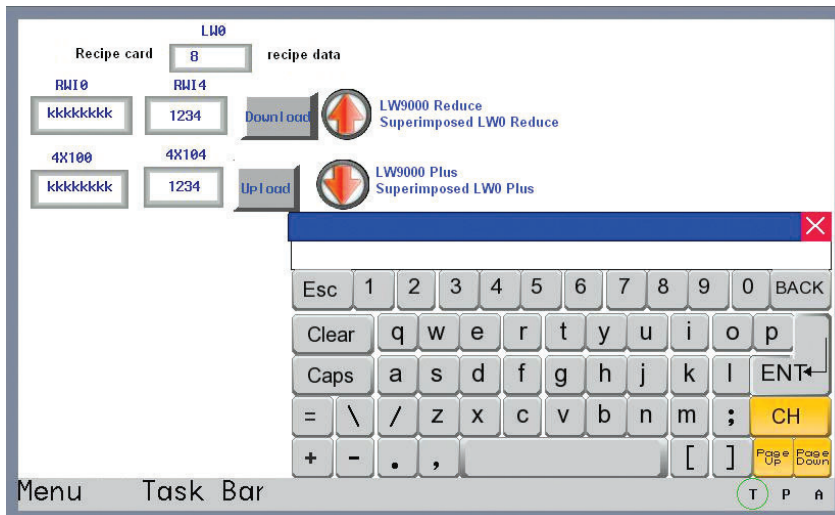 LW0
Recipe card 8 recipe data
RWI0 RWI4
kkkkkkkk 1234 Download LW9000 Reduce
Superimposed LW0 Reduce
4X100 4X104
kkkkkkkk 1234 Upload LW9000 Plus
Superimposed LW0 Plus
Esc 1 2 3 4 5 6 7 8 9 0 BACK
Clear q w e r t y u i o p
Caps a s d f g h j k l ENT
= \ / z x c v b n m ; CH
+ - . , [ ] Page Up Page Down
Menu Task Bar T P A